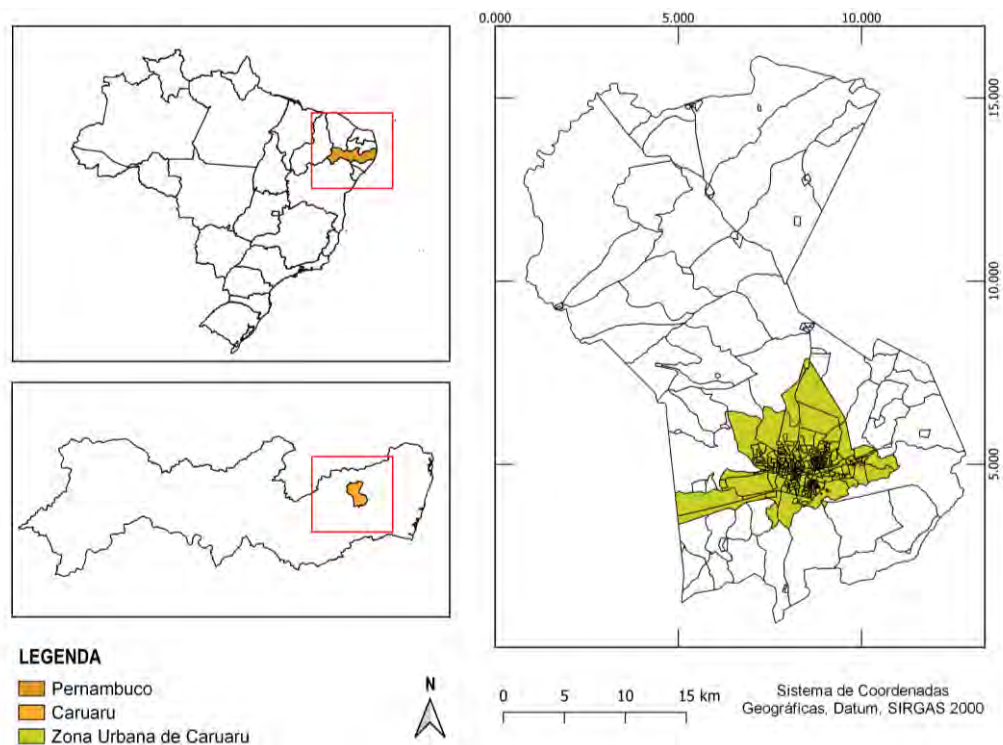 0.000 5.000 10.000
15.000
10.000
5.000
LEGENDA
Pernambuco
Caruaru
Zona Urbana de Caruaru
N
0 5 10 15 km
Sistema de Coordenadas
Geográficas, Datum, SIRGAS 2000